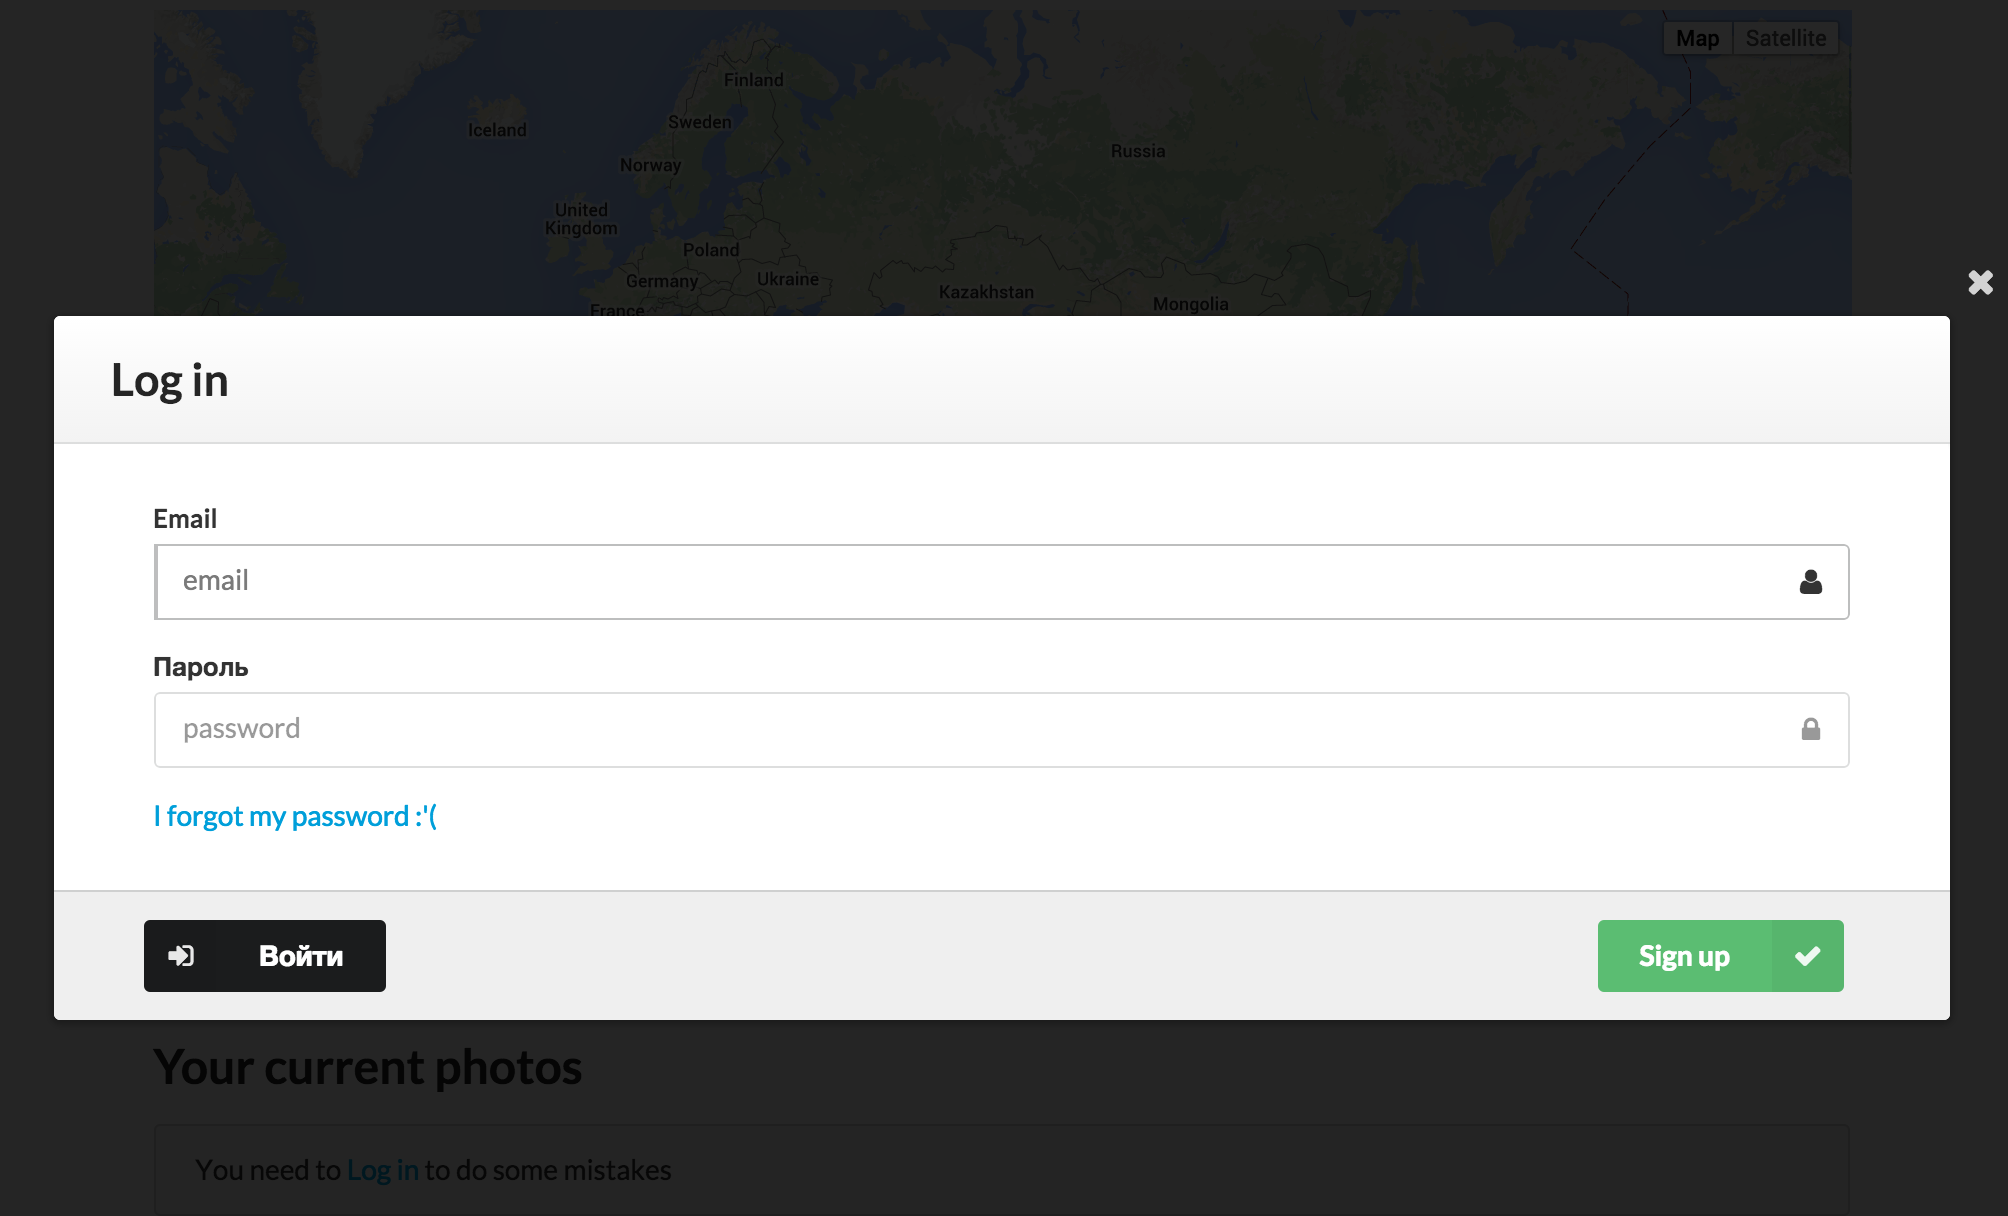 Map Satellite
Finland
Sweden
Iceland
Russia
Norway
United
Kingdom
Poland
Ukraine
Germany
Kazakhstan
Mongolia
France
Log in
Email
email
Пароль
password
I forgot my password :'(
Войти
Sign up
Your current photos
You need to Log in to do some mistakes